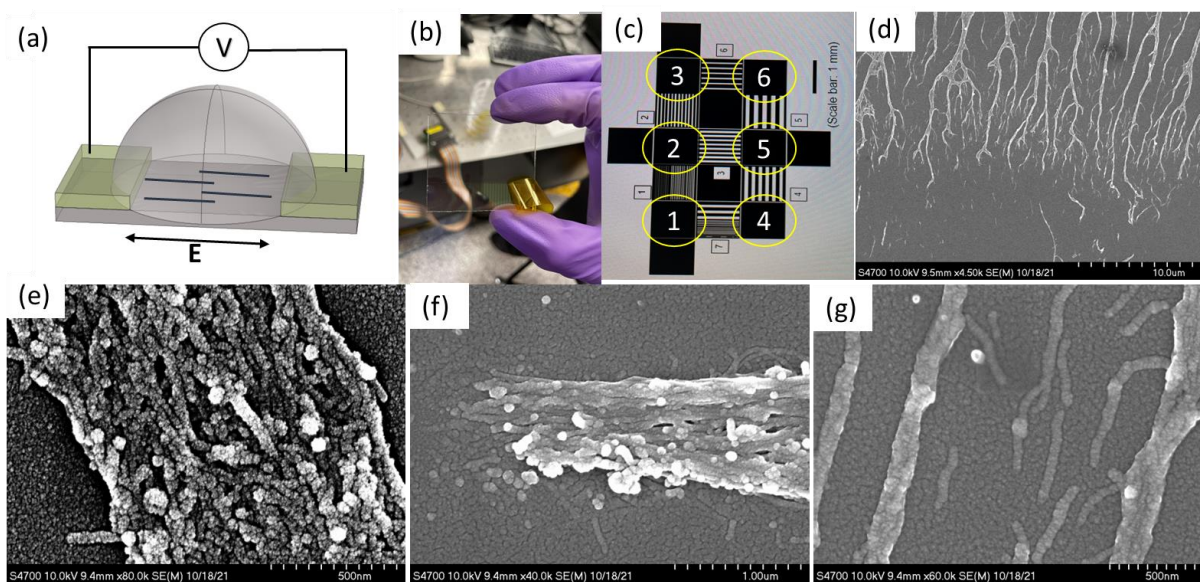 (a)
V
E
(b)
(c)
3
6
2
5
1
4
6
2
5
3
1
4
7
(Scale bar: 1 mm)
(d)
S4700 10.0kV 9.5mm x4.50k SE(M) 10/18/21
10.0um
(e)
S4700 10.0kV 9.4mm x80.0k SE(M) 10/18/21
500nm
(f)
S4700 10.0kV 9.4mm x40.0k SE(M) 10/18/21
1.00um
(g)
S4700 10.0kV 9.4mm x60.0k SE(M) 10/18/21
500nm